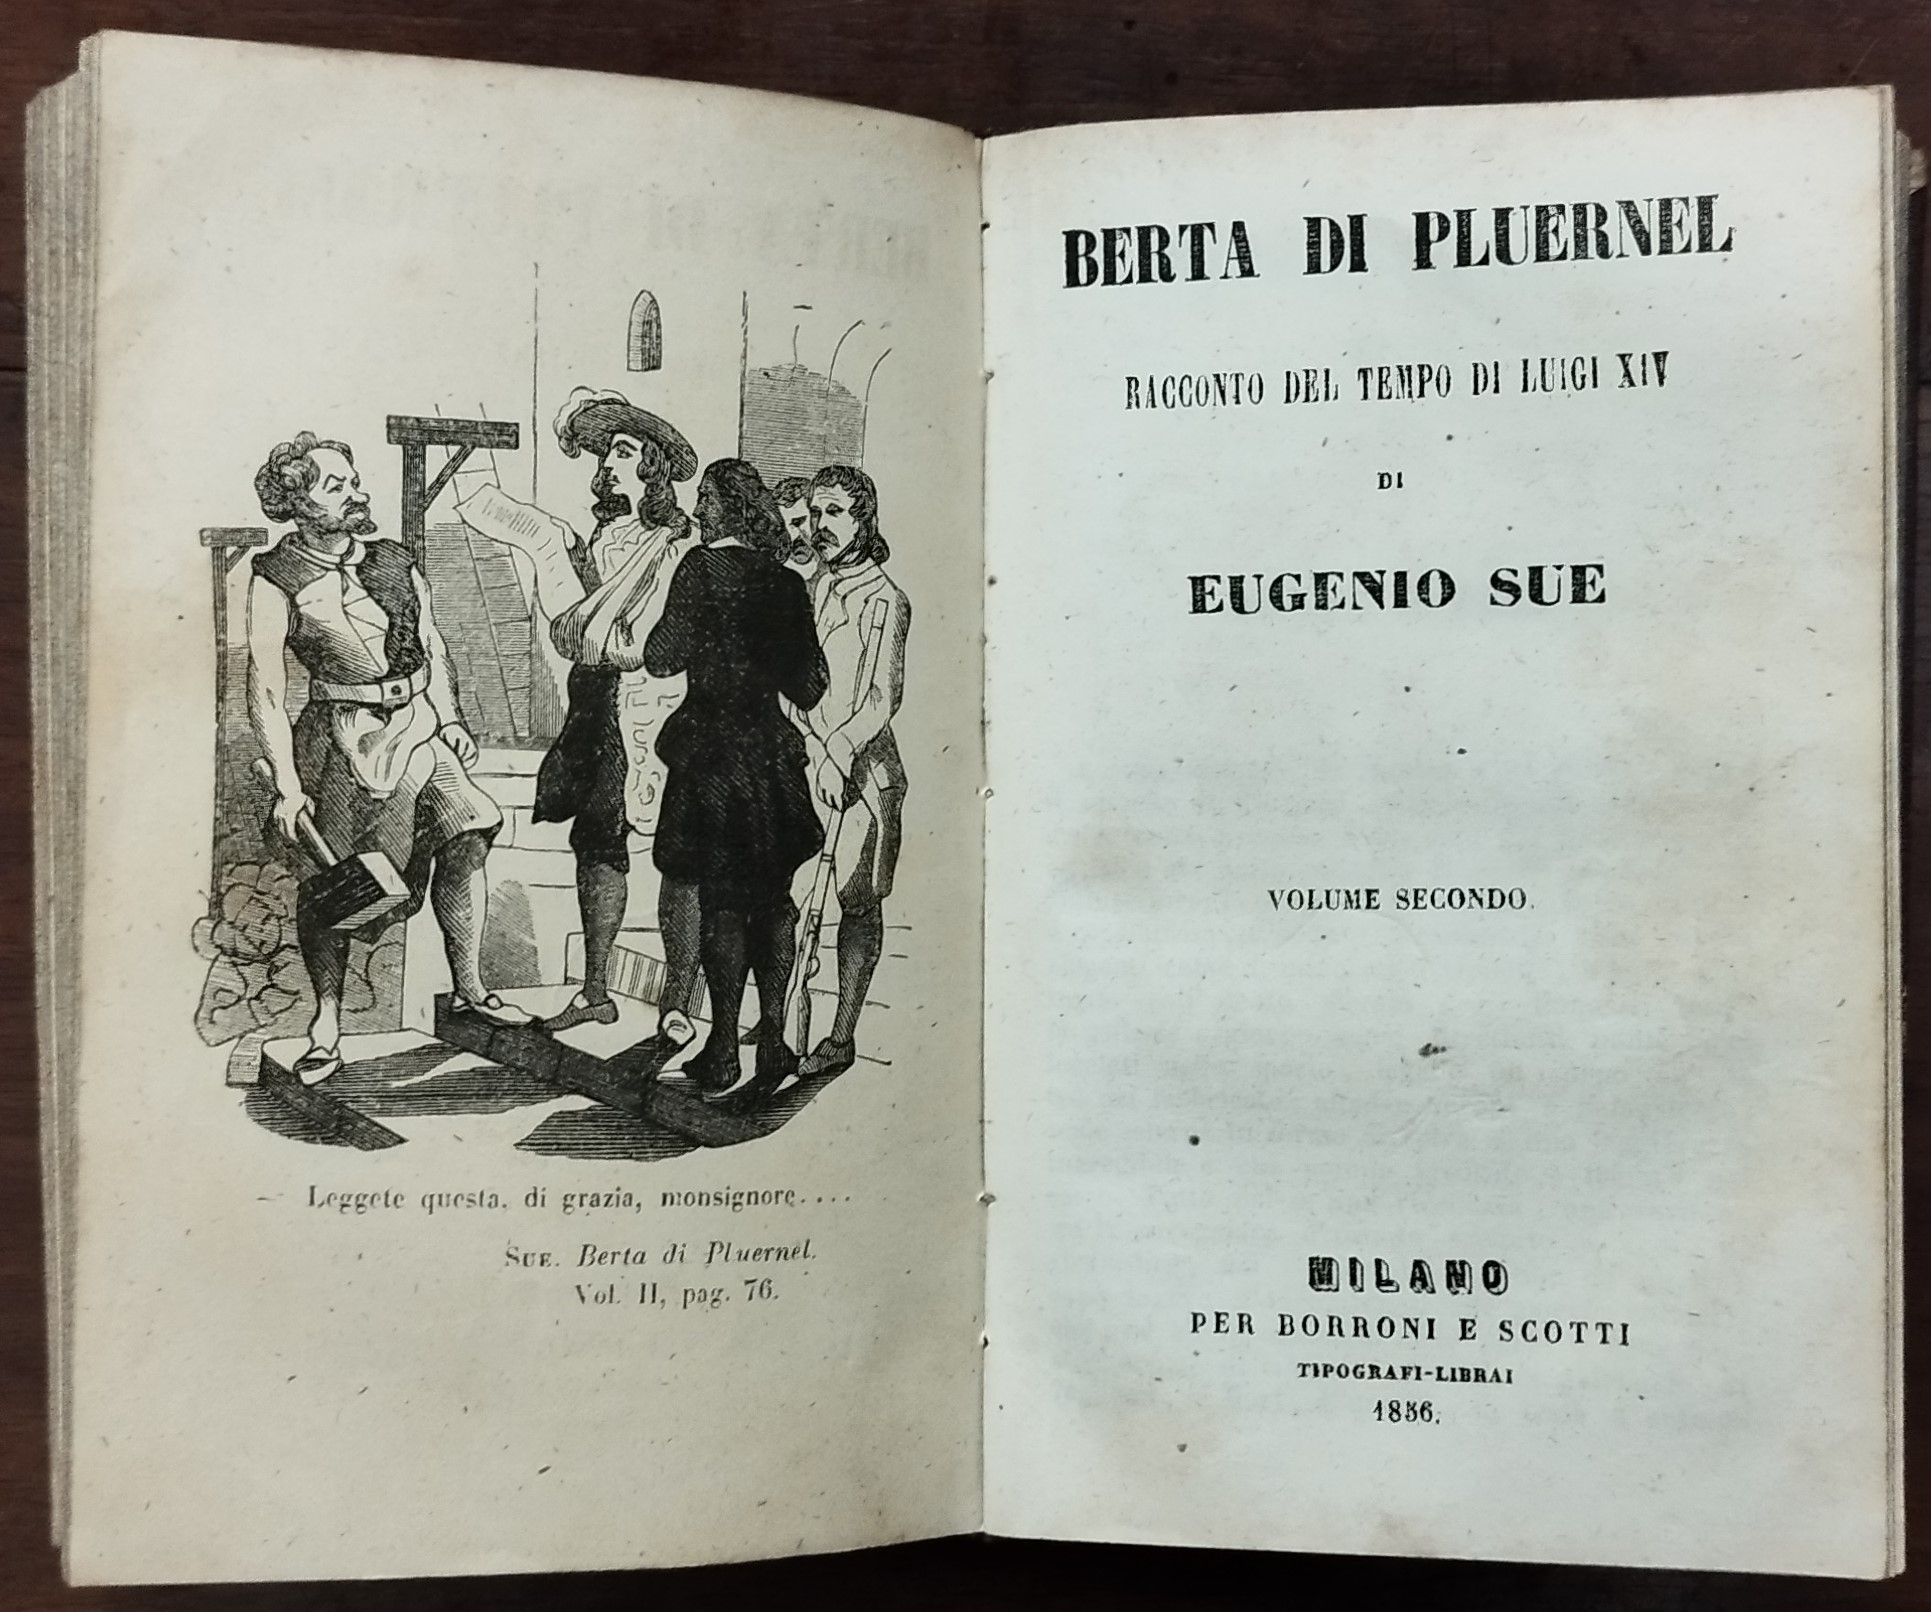 — Leggete questa, di grazia, monsignore....
SUE. Berta di Pluernel.
Vol. II, pag. 76.
BERTA DI PLUERNEL
RACCONTO DEL TEMPO DI LUIGI XIV
DI
EUGENIO SUE
VOLUME SECONDO.
MILANO
PER BORRONI E SCOTTI
TIPOGRAFI-LIBRAI
1856.